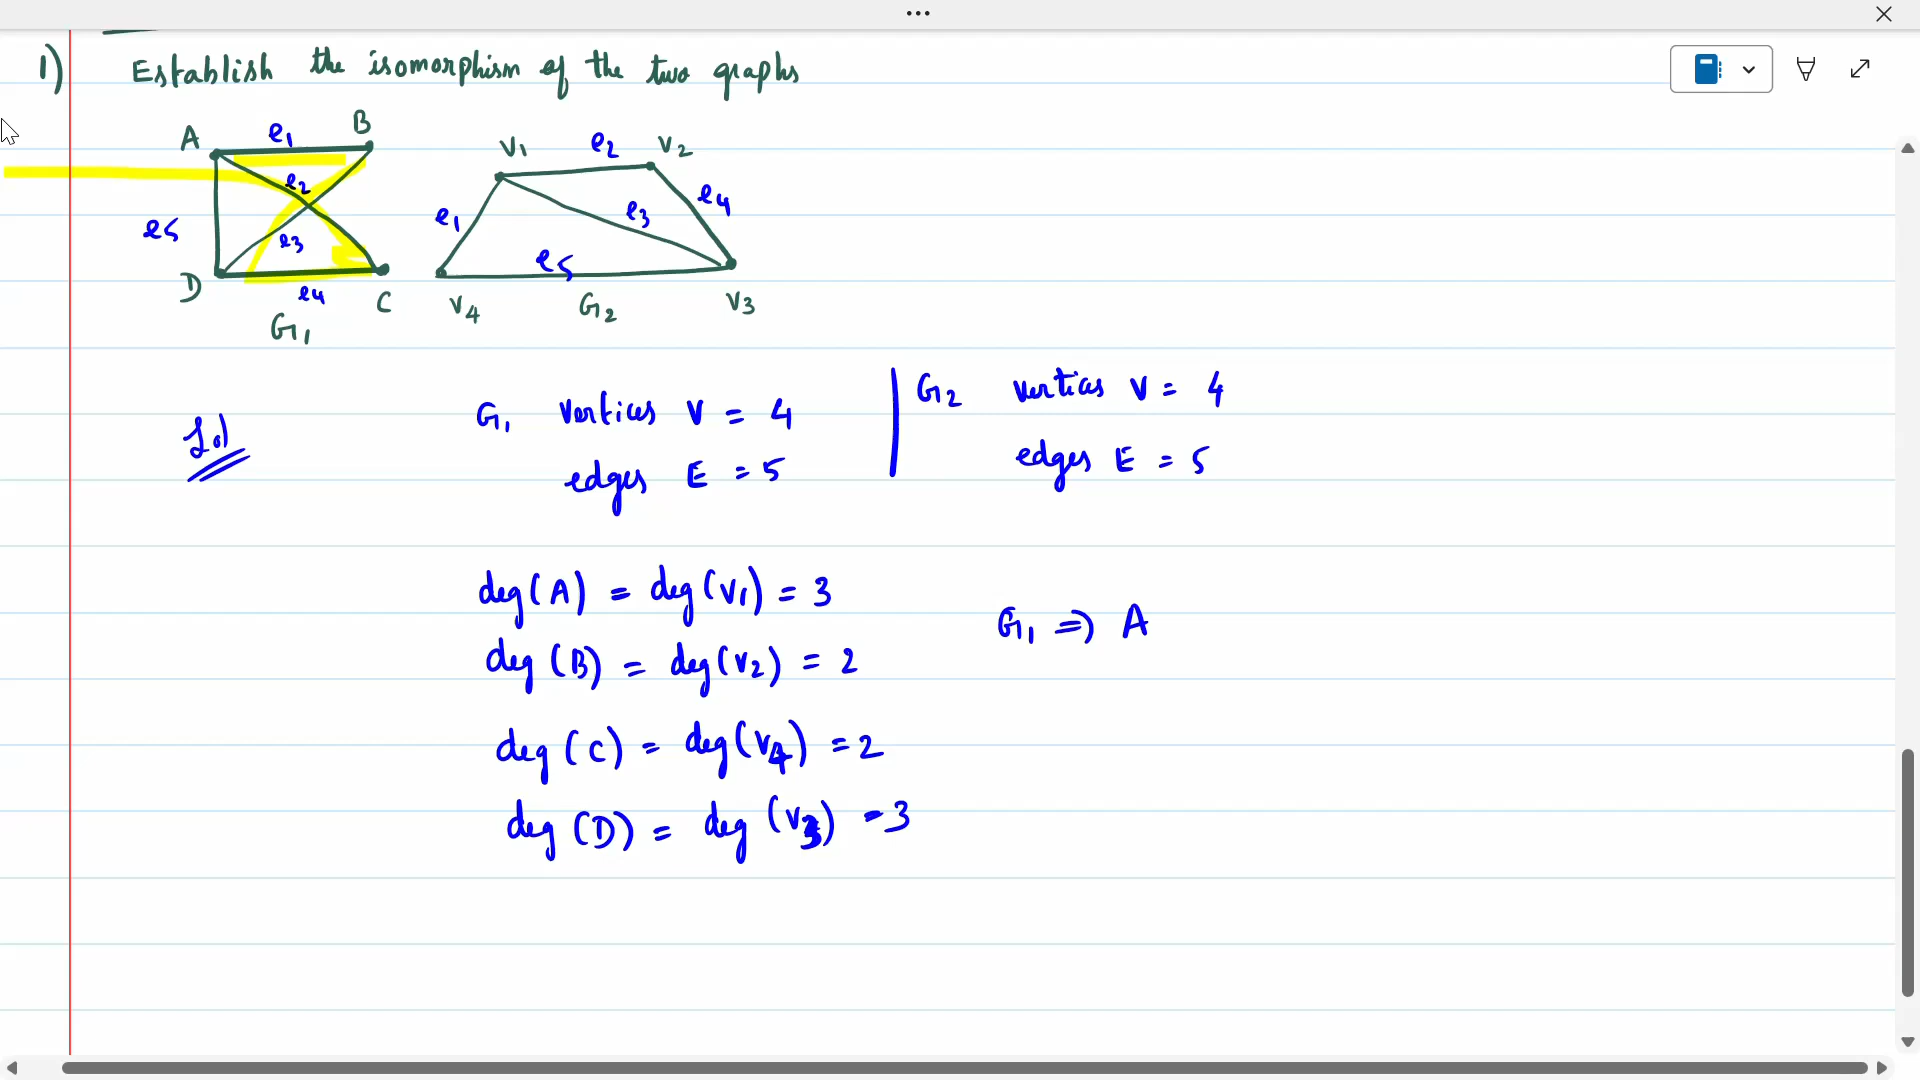 1) Establish the isomorphism of the two graphs
A e1 B
e2
e5
e3
D e4 C
G1
V1 e2 V2
e4
e1 e3
e5
V4 G2 V3
Sol
G1 vertices V = 4
edges E = 5
G2 vertices V = 4
edges E = 5
deg(A) = deg(V1) = 3
deg(B) = deg(V2) = 2
deg(C) = deg(V4) = 2
deg(D) = deg(V3) = 3
G1 ⇒ A